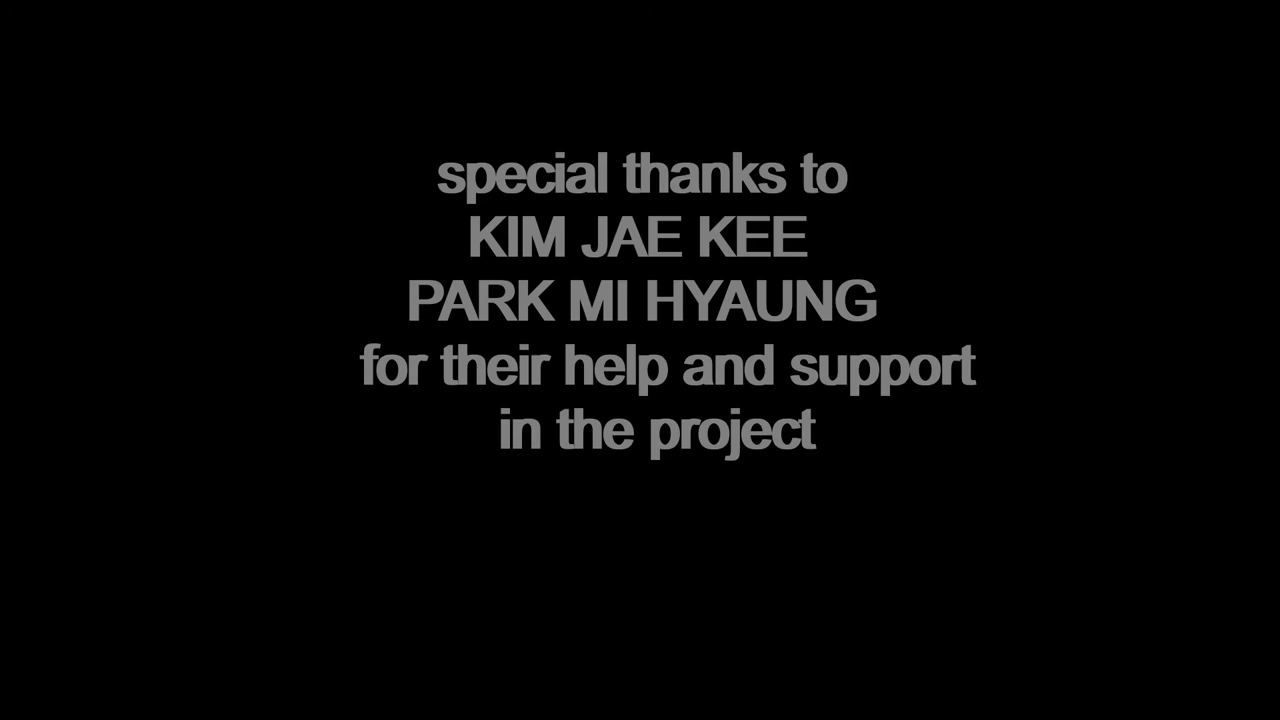 special thanks to
KIM JAE KEE
PARK MI HYAUNG
for their help and support
in the project